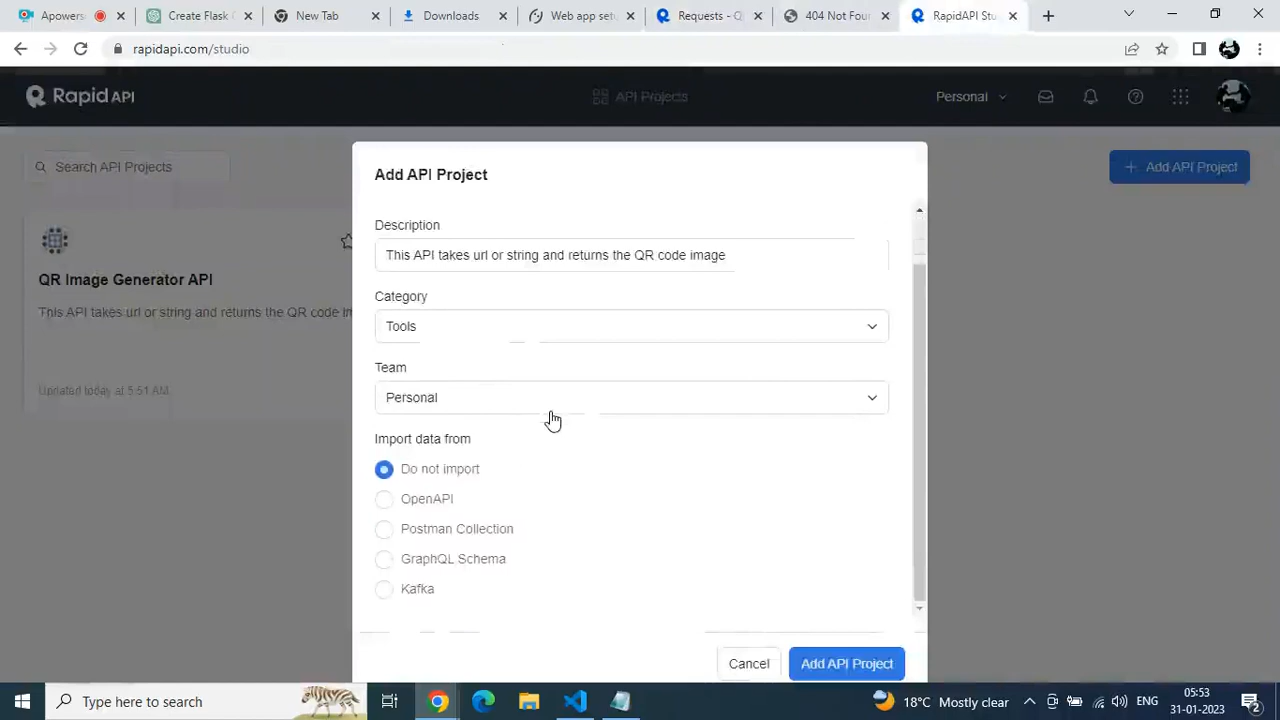 Apowers
Create Flask
New Tab
Downloads
Web app set
Requests - Q
404 Not Foun
RapidAPI Stu
rapidapi.com/studio
Rapid API
API Projects
Personal
Search API Projects
Add API Project
QR Image Generator API
This API takes url or string and returns the QR code im
Updated today at 5:51 AM
Add API Project
Description
This API takes url or string and returns the QR code image
Category
Tools
Team
Personal
Import data from
Do not import
OpenAPI
Postman Collection
GraphQL Schema
Kafka
Cancel
Add API Project
Type here to search
18°C Mostly clear
ENG
05:53
31-01-2023
2